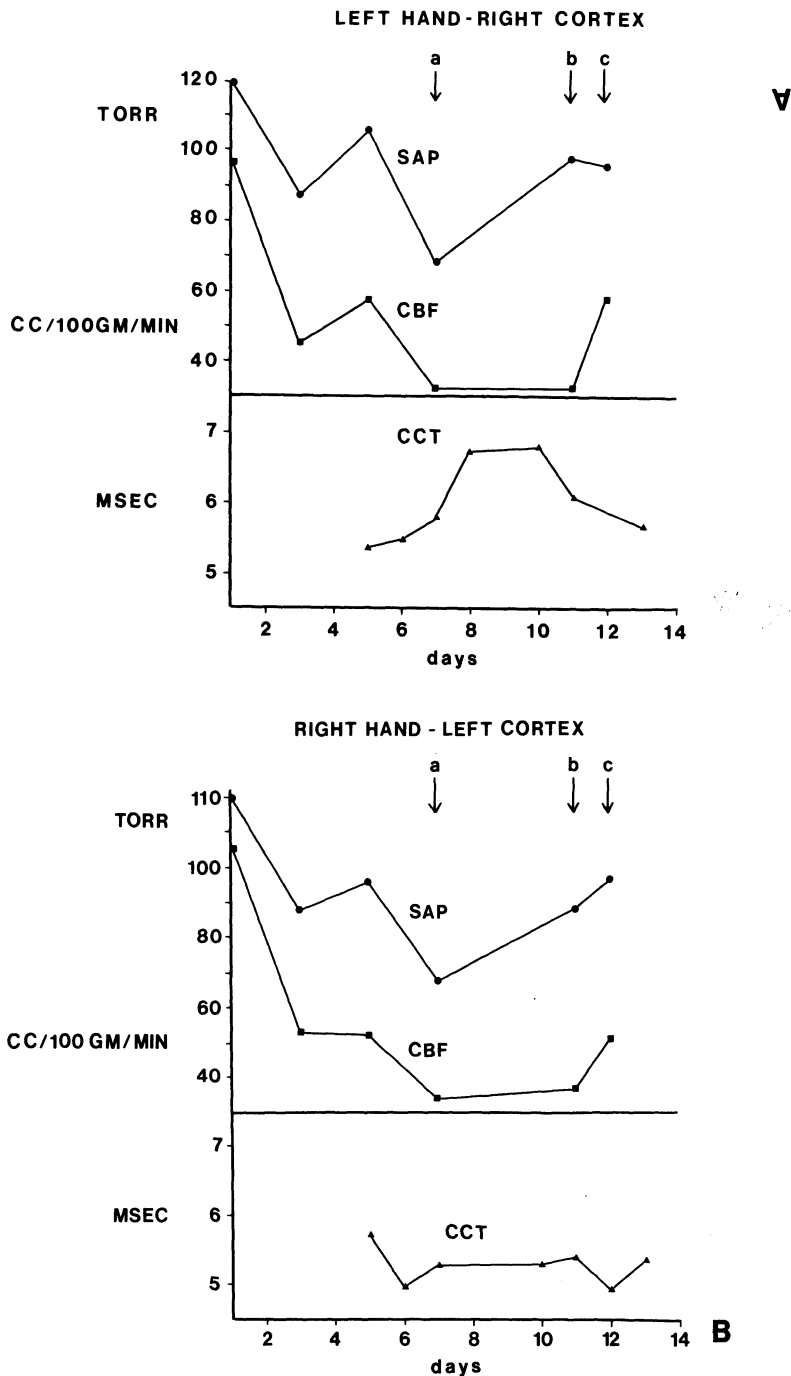 LEFT HAND - RIGHT CORTEX
a b c
A
120
TORR
100
SAP
80
60
CBF
CC/100GM/MIN
40
7
CCT
MSEC
6
5
2 4 6 8 10 12 14
days
RIGHT HAND - LEFT CORTEX
a b c
110
TORR
100
SAP
80
60
CC/100 GM/MIN
CBF
40
7
MSEC
6
CCT
5
2 4 6 8 10 12 14
B
days